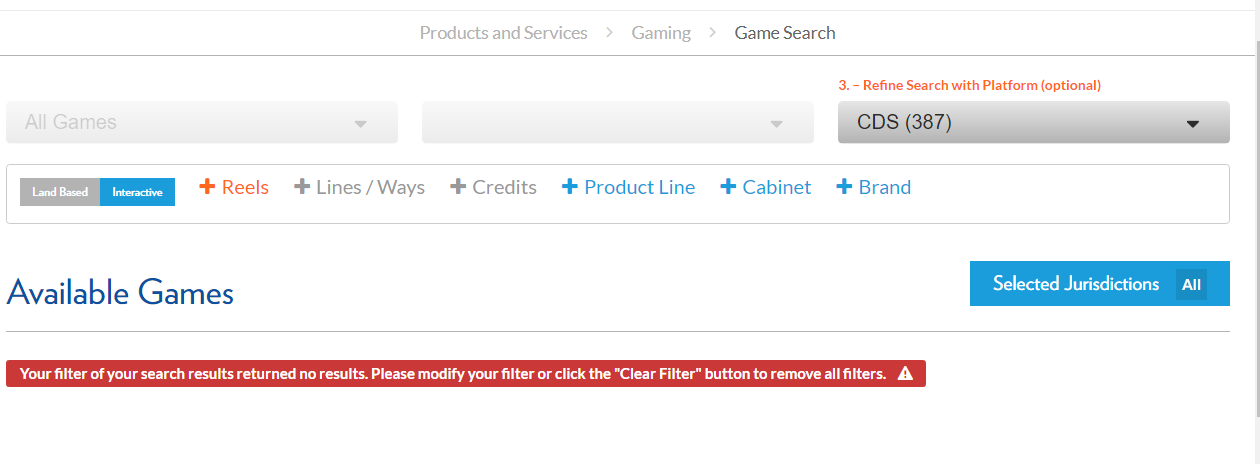 Products and Services > Gaming > Game Search
3. – Refine Search with Platform (optional)
All Games
CDS (387)
Land Based Interactive + Reels + Lines / Ways + Credits + Product Line + Cabinet + Brand
Available Games
Selected Jurisdictions All
Your filter of your search results returned no results. Please modify your filter or click the "Clear Filter" button to remove all filters.